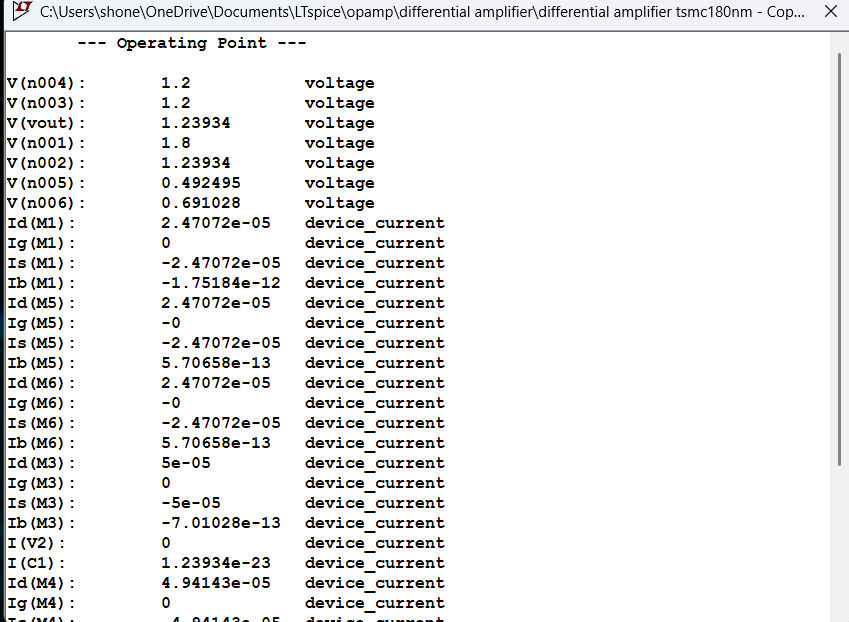 C:\Users\shone\OneDrive\Documents\LTspice\opamp\differential amplifier\differential amplifier tsmc180nm - Cop...
--- Operating Point ---
V(n004): 1.2 voltage
V(n003): 1.2 voltage
V(vout): 1.23934 voltage
V(n001): 1.8 voltage
V(n002): 1.23934 voltage
V(n005): 0.492495 voltage
V(n006): 0.691028 voltage
Id(M1): 2.47072e-05 device_current
Ig(M1): 0 device_current
Is(M1): -2.47072e-05 device_current
Ib(M1): -1.75184e-12 device_current
Id(M5): 2.47072e-05 device_current
Ig(M5): -0 device_current
Is(M5): -2.47072e-05 device_current
Ib(M5): 5.70658e-13 device_current
Id(M6): 2.47072e-05 device_current
Ig(M6): -0 device_current
Is(M6): -2.47072e-05 device_current
Ib(M6): 5.70658e-13 device_current
Id(M3): 5e-05 device_current
Ig(M3): 0 device_current
Is(M3): -5e-05 device_current
Ib(M3): -7.01028e-13 device_current
I(V2): 0 device_current
I(C1): 1.23934e-23 device_current
Id(M4): 4.94143e-05 device_current
Ig(M4): 0 device_current
Is(M4): -4.94143e-05 device_current